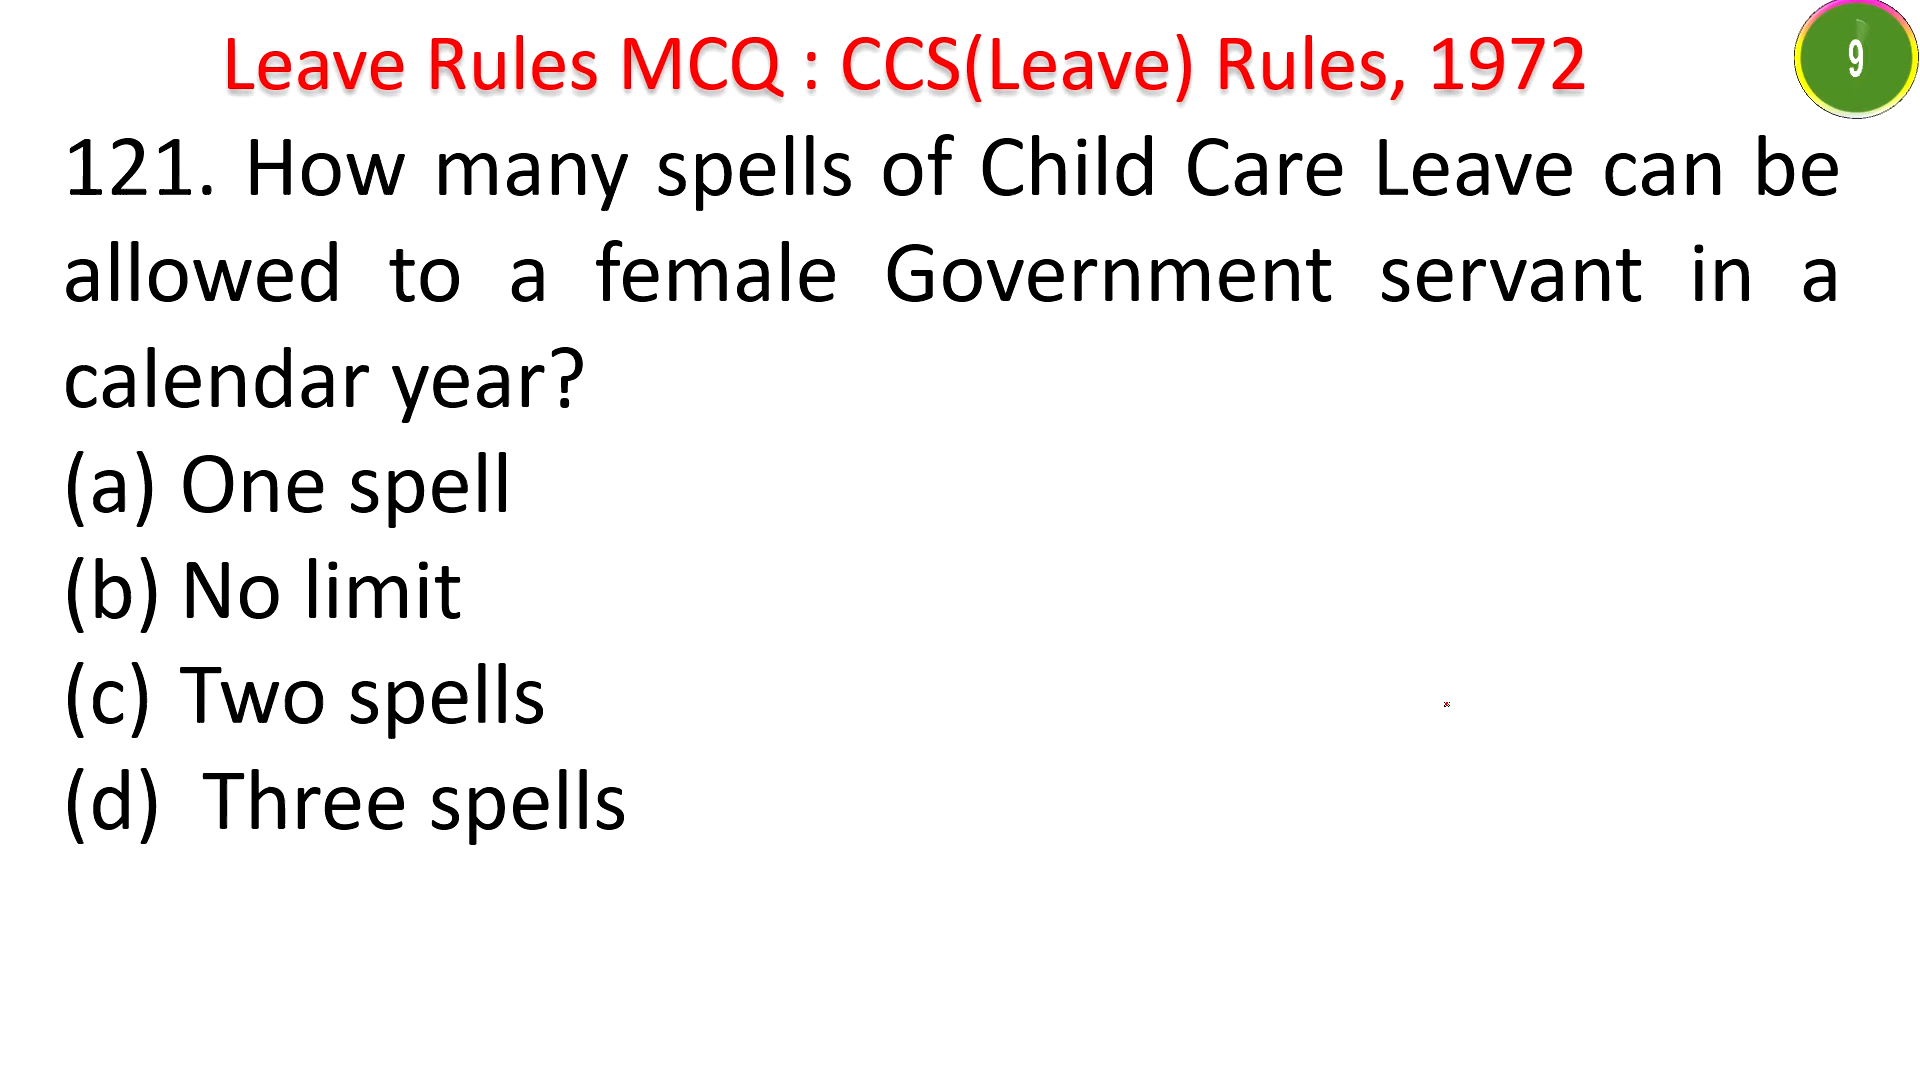 Leave Rules MCQ : CCS(Leave) Rules, 1972
9
121. How many spells of Child Care Leave can be
allowed to a female Government servant in a
calendar year?
(a) One spell
(b) No limit
(c) Two spells
(d) Three spells